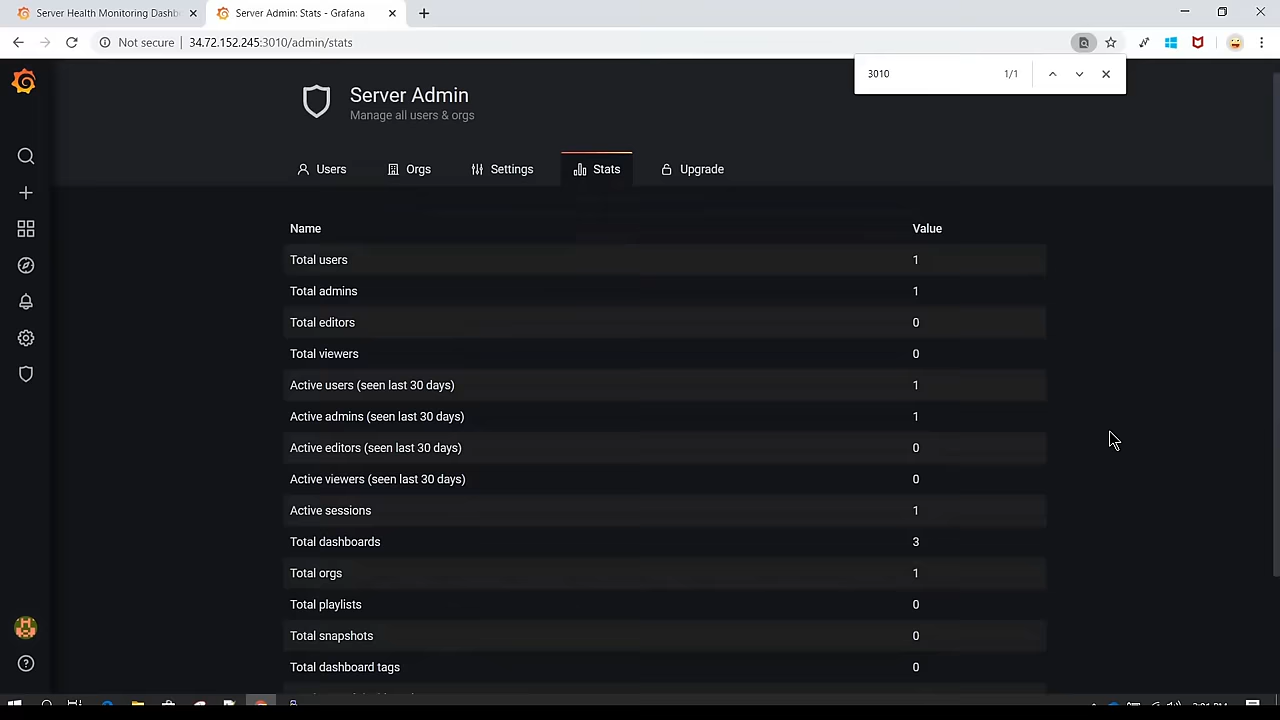 Server Health Monitoring Dashb
Server Admin: Stats - Grafana
Not secure
34.72.152.245:3010/admin/stats
3010
1/1
Server Admin
Manage all users & orgs
Users
Orgs
Settings
Stats
Upgrade
Name Value
Total users 1
Total admins 1
Total editors 0
Total viewers 0
Active users (seen last 30 days) 1
Active admins (seen last 30 days) 1
Active editors (seen last 30 days) 0
Active viewers (seen last 30 days) 0
Active sessions 1
Total dashboards 3
Total orgs 1
Total playlists 0
Total snapshots 0
Total dashboard tags 0